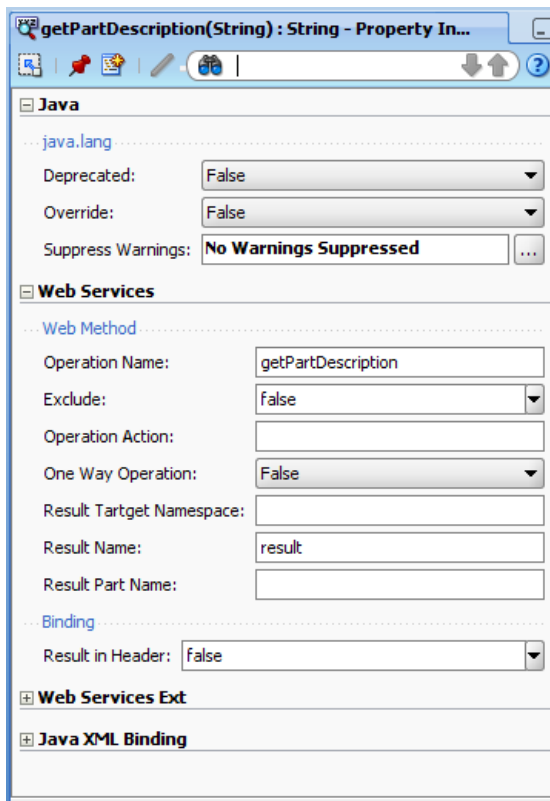 getPartDescription(String) : String - Property In...
Java
java.lang
Deprecated: False
Override: False
Suppress Warnings: No Warnings Suppressed ...
Web Services
Web Method
Operation Name: getPartDescription
Exclude: false
Operation Action:
One Way Operation: False
Result Tartget Namespace:
Result Name: result
Result Part Name:
Binding
Result in Header: false
Web Services Ext
Java XML Binding